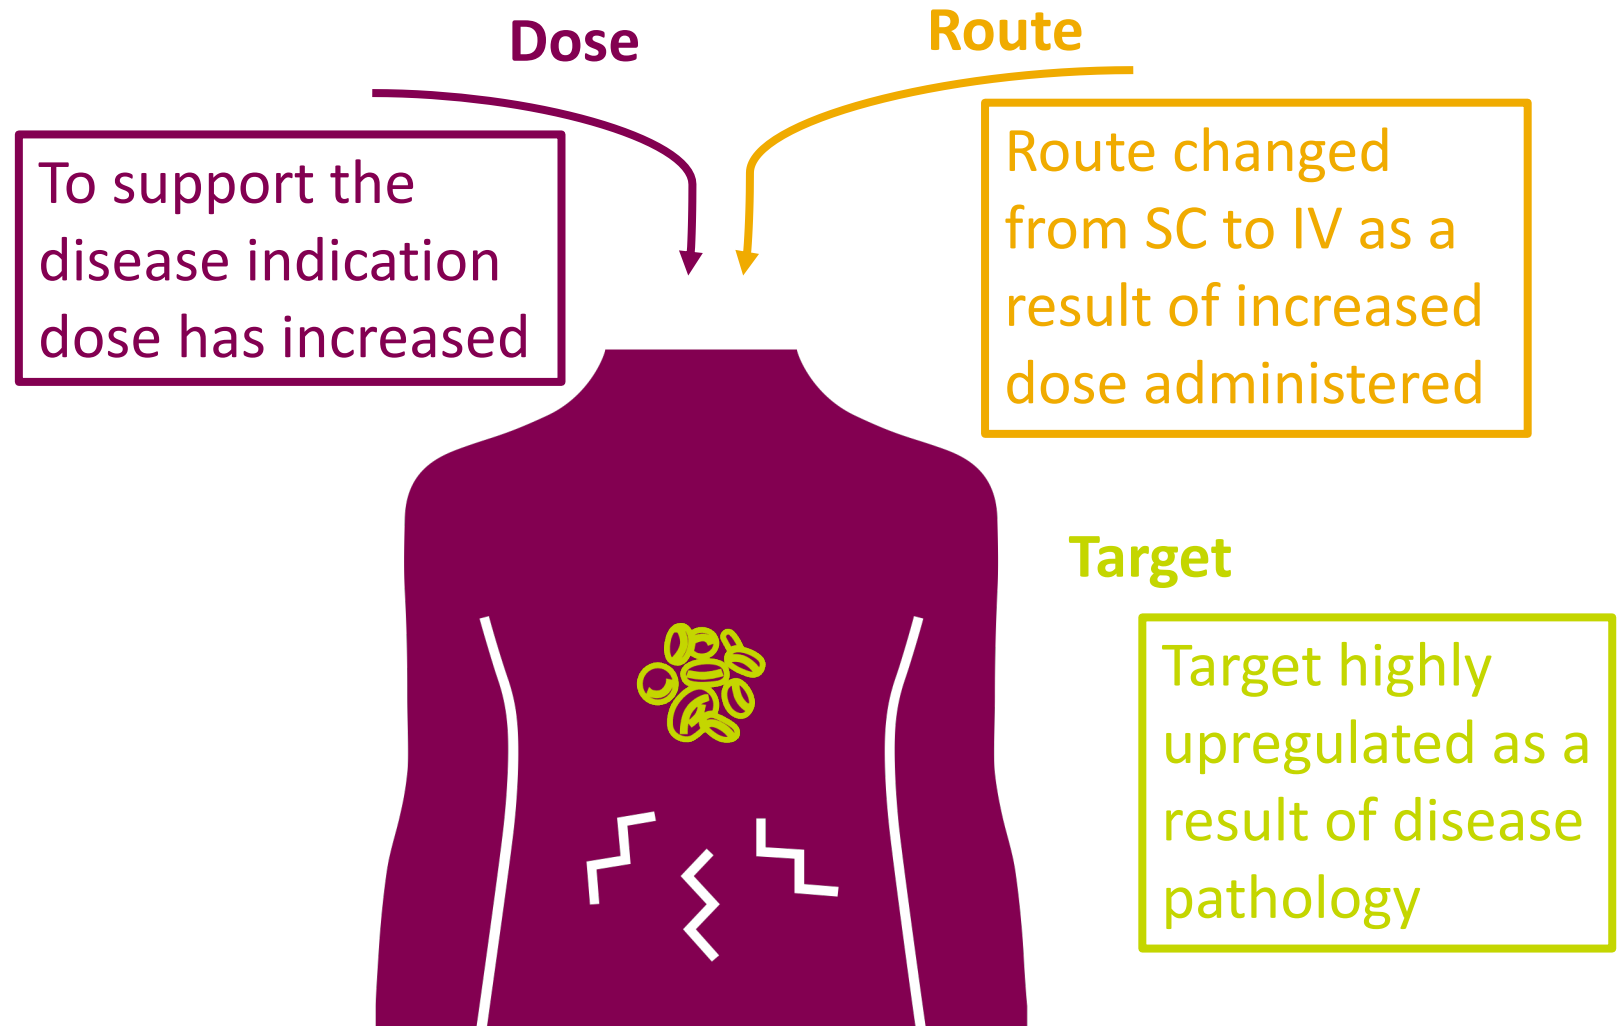 Dose
To support the
disease indication
dose has increased
Route
Route changed
from SC to IV as a
result of increased
dose administered
Target
Target highly
upregulated as a
result of disease
pathology